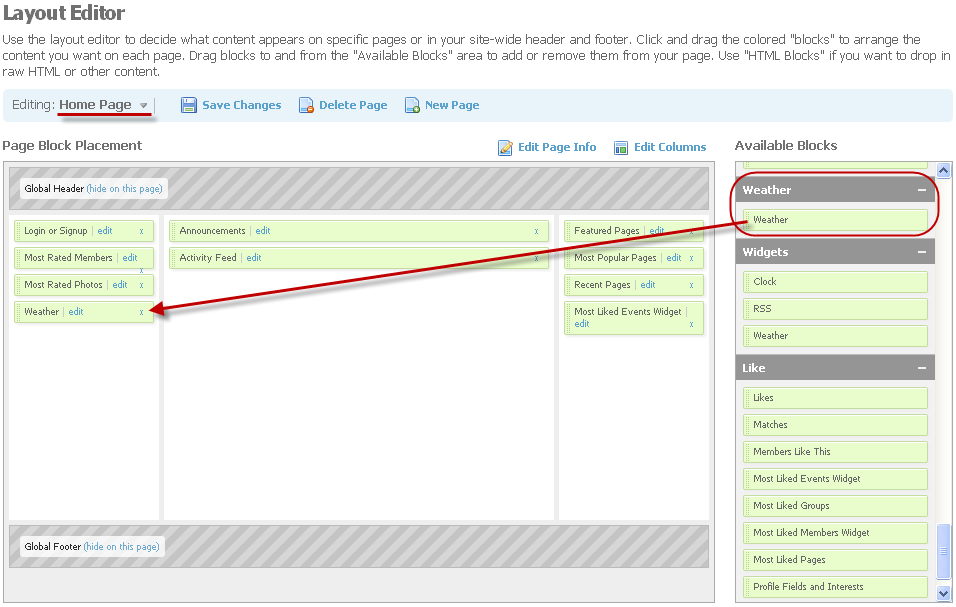 Layout Editor
Use the layout editor to decide what content appears on specific pages or in your site-wide header and footer. Click and drag the colored "blocks" to arrange the
content you want on each page. Drag blocks to and from the "Available Blocks" area to add or remove them from your page. Use "HTML Blocks" if you want to drop in
raw HTML or other content.
Editing: Home Page Save Changes Delete Page New Page
Page Block Placement Edit Page Info Edit Columns
Global Header (hide on this page)
Login or Signup | edit x
Most Rated Members | edit
x
Most Rated Photos | edit x
Weather | edit x
Announcements | edit x
Activity Feed | edit x
Featured Pages | edit x
Most Popular Pages | edit x
Recent Pages | edit x
Most Liked Events Widget |
edit x
Global Footer (hide on this page)
Available Blocks
Weather
Weather
Widgets
Clock
RSS
Weather
Like
Likes
Matches
Members Like This
Most Liked Events Widget
Most Liked Groups
Most Liked Members Widget
Most Liked Pages
Profile Fields and Interests